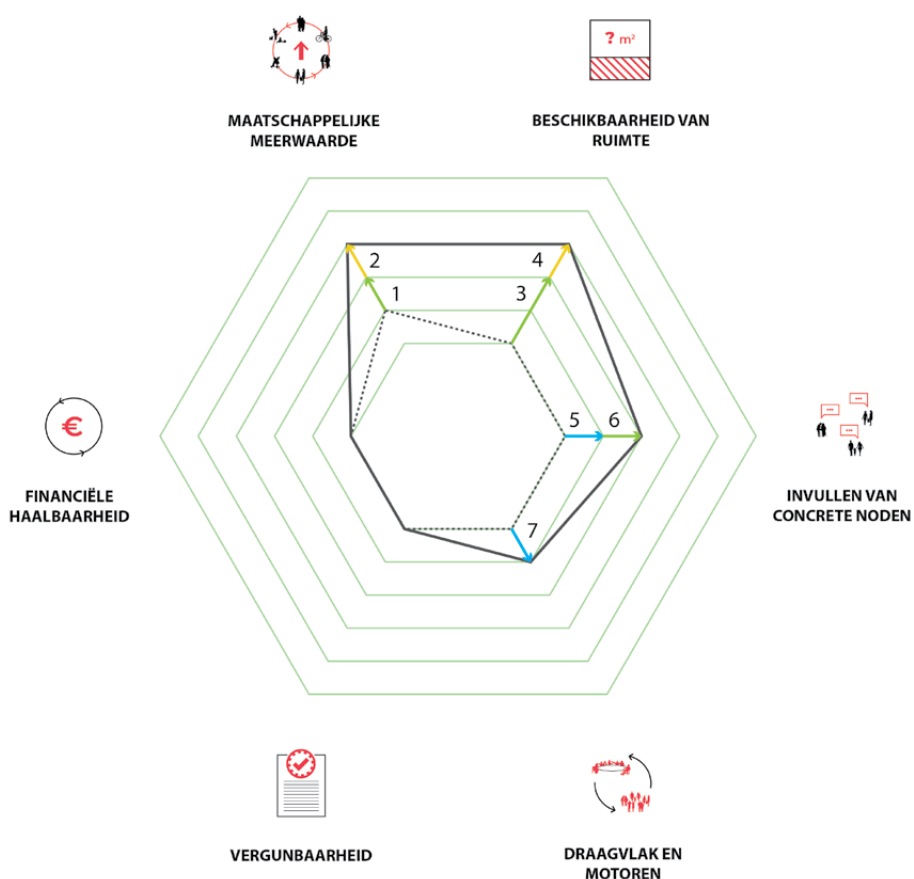 ? m²
MAATSCHAPPELIJKE
MEERWAARDE
BESCHIKBAARHEID VAN
RUIMTE
2
4
1
3
€
5
6
FINANCIËLE
HAALBAARHEID
INVULLEN VAN
CONCRETE NODEN
7
VERGUNBAARHEID
DRAAGVLAK EN
MOTOREN